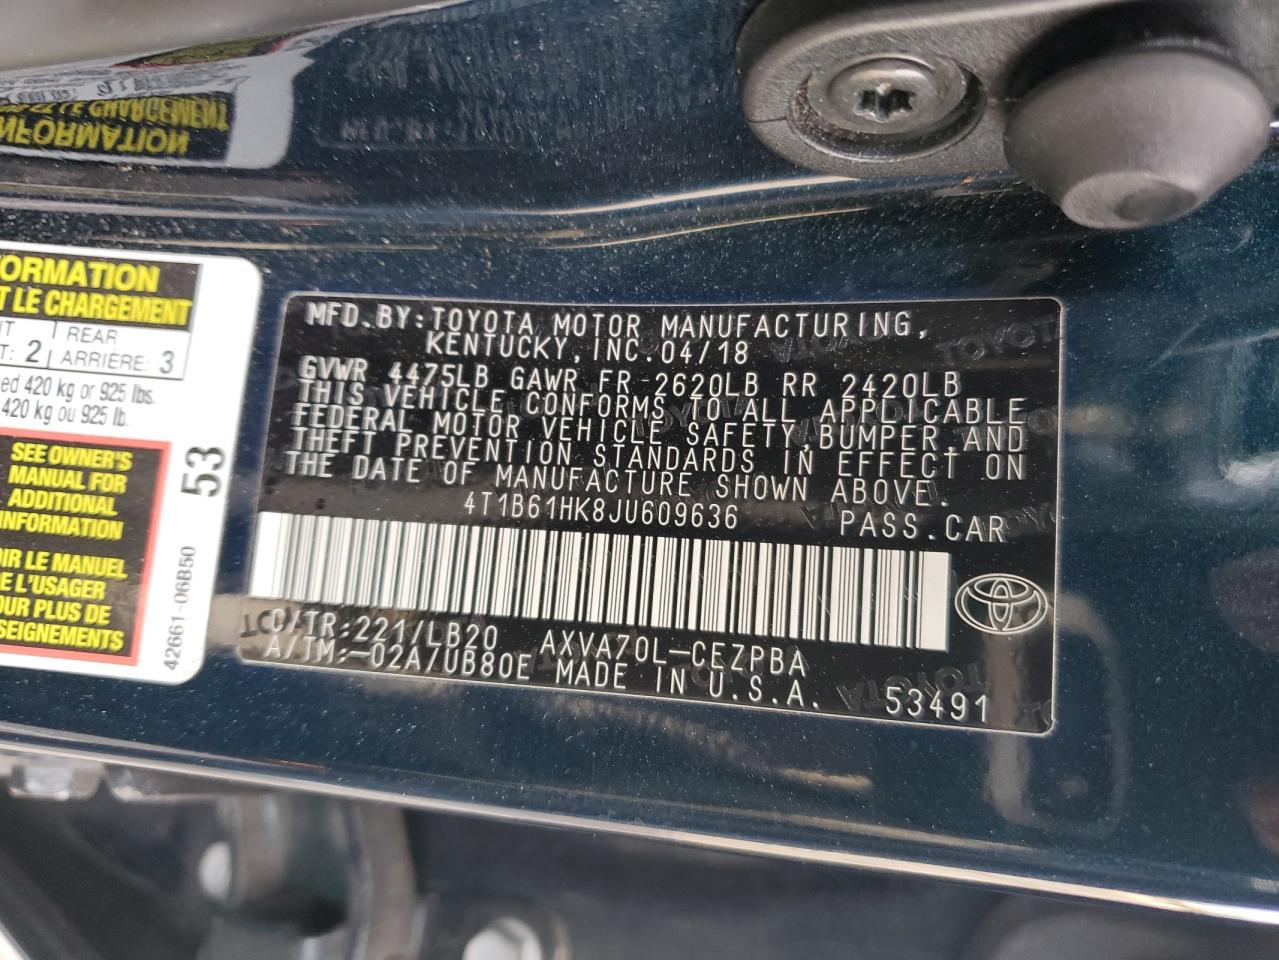 ORMATION
T LE CHARGEMENT
REAR
T: 2 ARRIÈRE: 3
420 kg or 925 lbs.
420 kg ou 925 lb.
SEE OWNER'S
MANUAL FOR
ADDITIONAL
INFORMATION
OIR LE MANUEL
L'USAGER
OUR PLUS DE
SEIGNEMENTS
53
42661-06B50
MFD.BY:TOYOTA MOTOR MANUFACTURING,
KENTUCKY,INC.04/18
GVWR 4475LB GAWR FR 2620LB RR 2420LB
THIS VEHICLE CONFORMS TO ALL APPLICABLE
FEDERAL MOTOR VEHICLE SAFETY,BUMPER,AND
THEFT PREVENTION STANDARDS IN EFFECT ON
THE DATE OF MANUFACTURE SHOWN ABOVE.
4T1B61HK8JU609636 PASS.CAR
C/TR:221/LB20 AXVA70L-CEZPBA
A/TM:-02A/UB80E MADE IN U.S.A. 53491